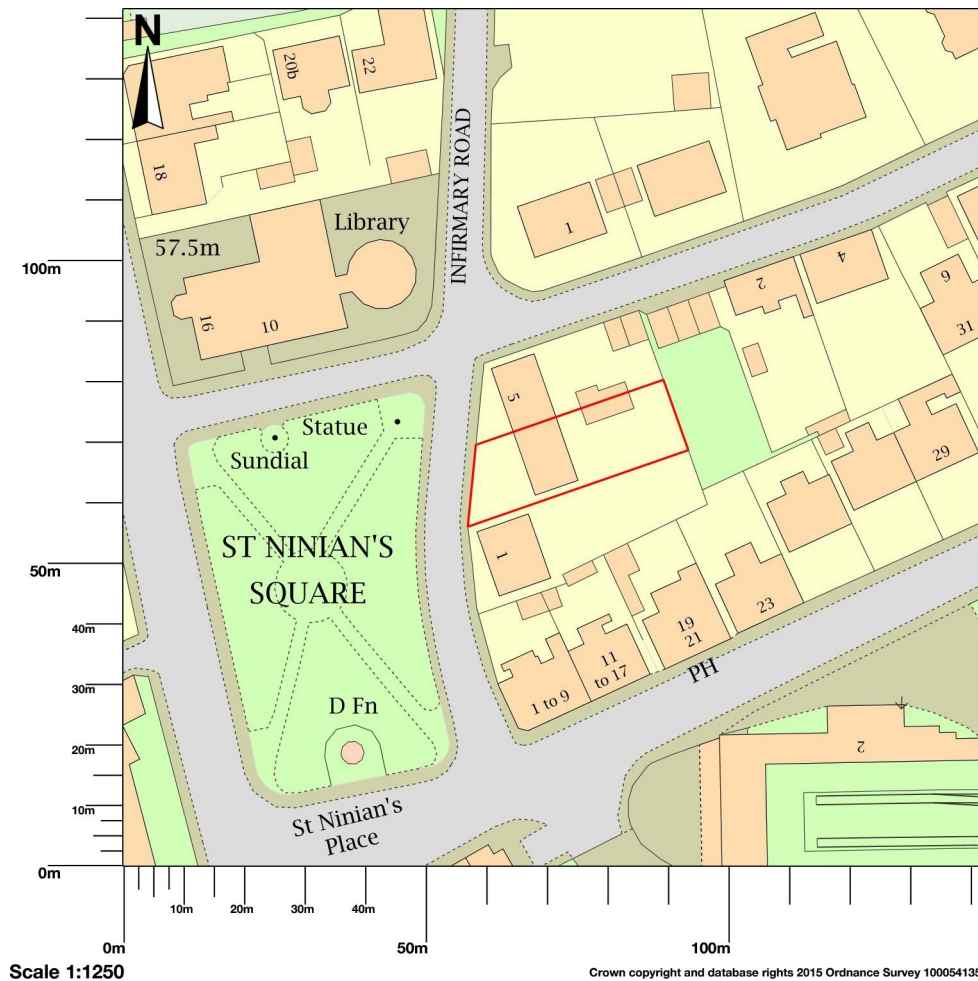 N
20b
22
18
INFIRMARY ROAD
Library
57.5m
16
10
1
2
4
6
31
100m
5
Statue
Sundial
29
ST NINIAN'S
SQUARE
1
50m
40m
30m
20m
10m
0m
19
21
23
11
to 17
1 to 9
PH
D Fn
2
St Ninian's
Place
10m
20m
30m
40m
0m
50m
100m
Scale 1:1250
Crown copyright and database rights 2015 Ordnance Survey 100054135